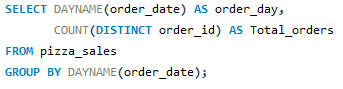 SELECT DAYNAME(order_date) AS order_day,
       COUNT(DISTINCT order_id) AS Total_orders
FROM pizza_sales
GROUP BY DAYNAME(order_date);